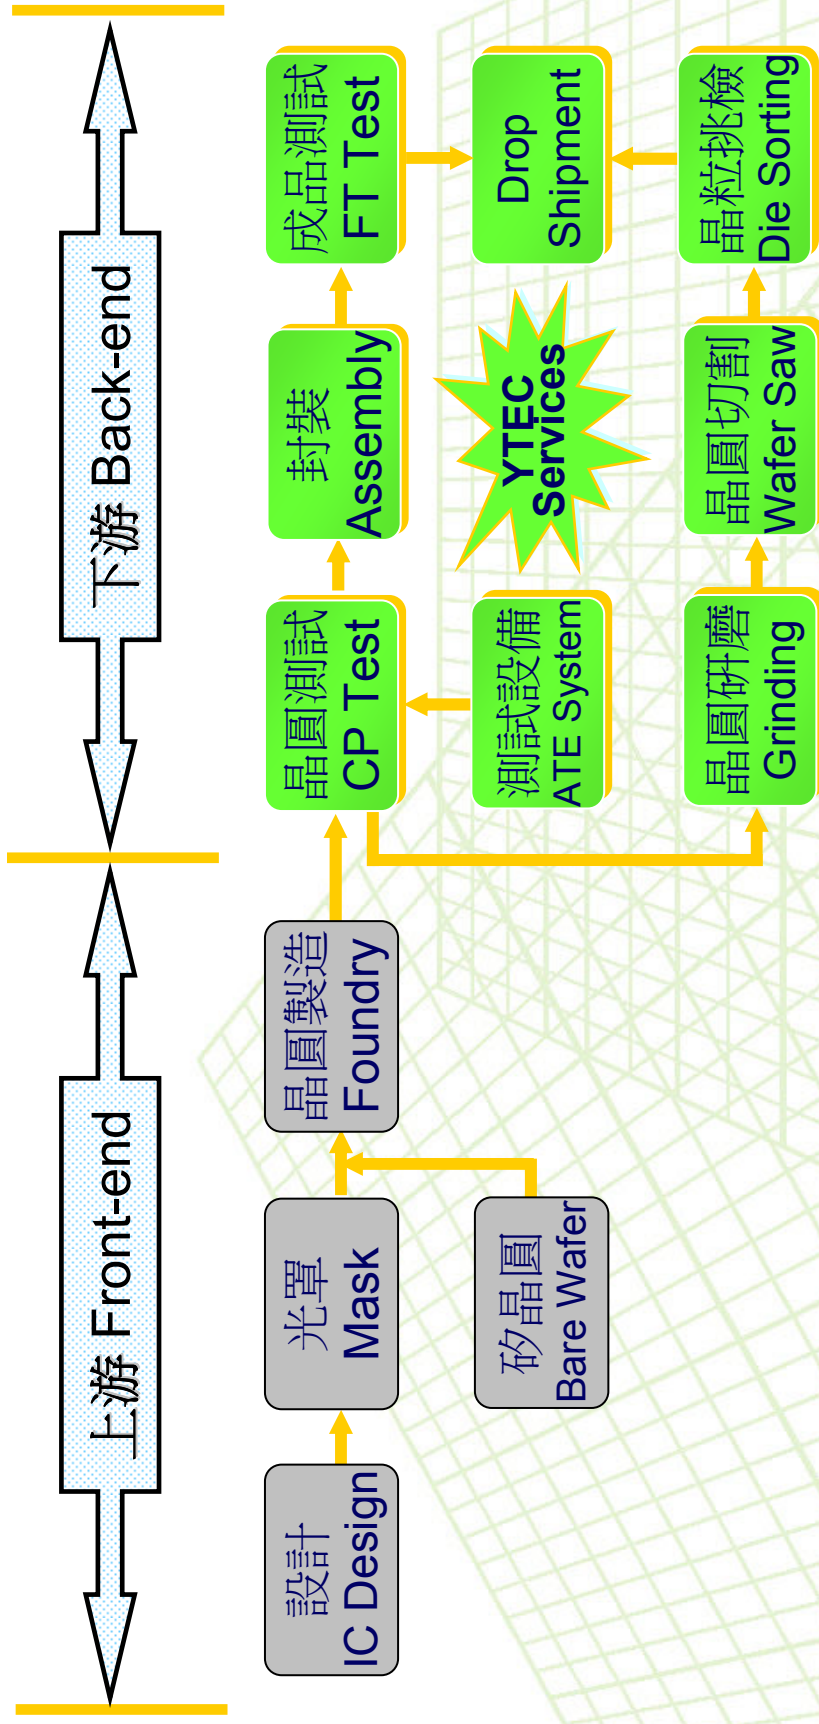 上游 Front-end
下游 Back-end
設計
IC Design
光罩
Mask
晶圓製造
Foundry
晶圓測試
CP Test
封裝
Assembly
成品測試
FT Test
矽晶圓
Bare Wafer
測試設備
ATE System
YTEC
Services
Drop
Shipment
晶圓研磨
Grinding
晶圓切割
Wafer Saw
晶粒挑檢
Die Sorting